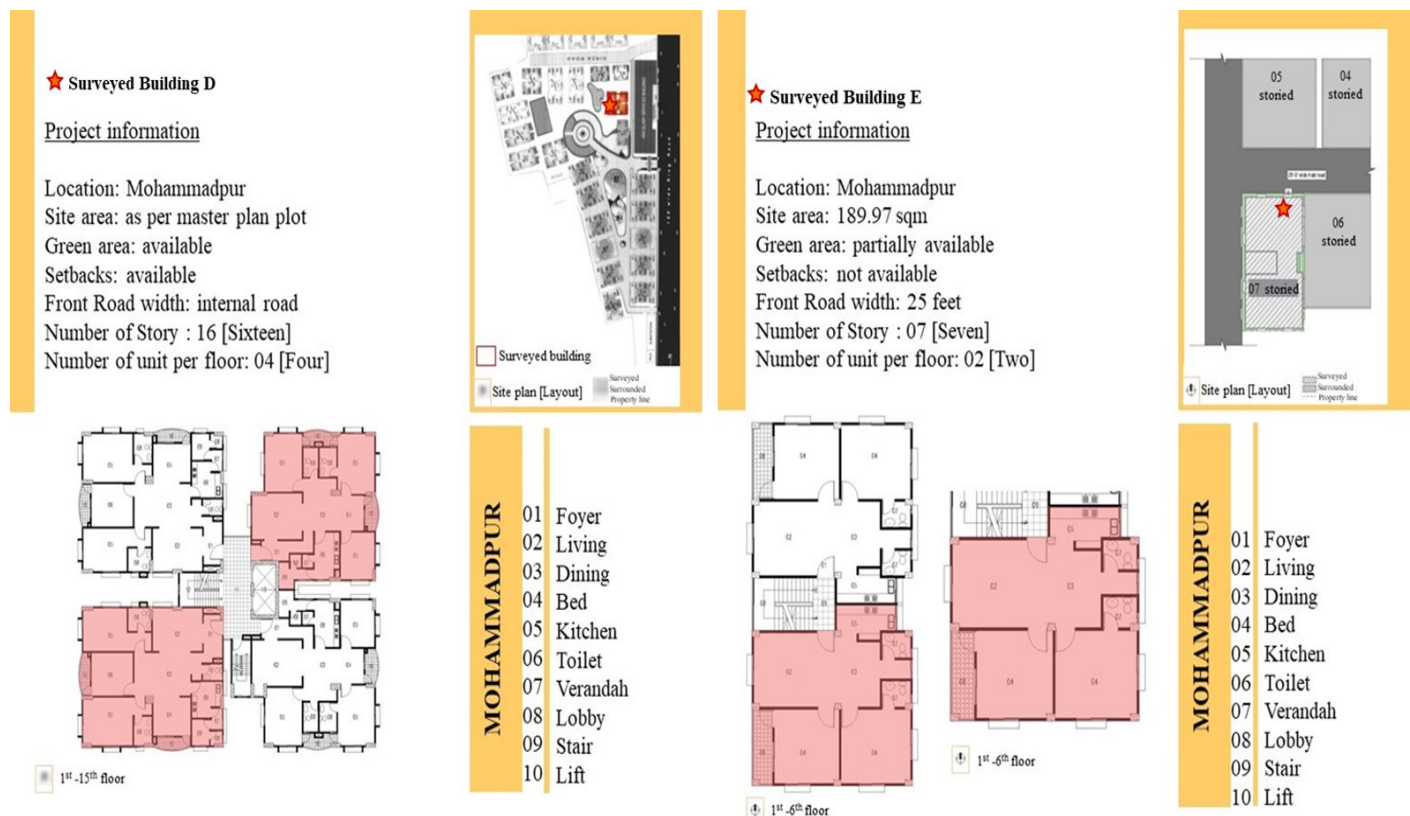 Surveyed Building D
Project information
Location: Mohammadpur
Site area: as per master plan plot
Green area: available
Setbacks: available
Front Road width: internal road
Number of Story : 16 [Sixteen]
Number of unit per floor: 04 [Four]
Surveyed building
Site plan [Layout]
Surveyed
Surrounded
Property line
1st -15th floor
MOHAMMADPUR
01 Foyer
02 Living
03 Dining
04 Bed
05 Kitchen
06 Toilet
07 Verandah
08 Lobby
09 Stair
10 Lift
Surveyed Building E
Project information
Location: Mohammadpur
Site area: 189.97 sqm
Green area: partially available
Setbacks: not available
Front Road width: 25 feet
Number of Story : 07 [Seven]
Number of unit per floor: 02 [Two]
05
storied
04
storied
06
storied
07 storied
Site plan [Layout]
Surveyed
Surrounded
Property line
1st -6th floor
1st -6th floor
MOHAMMADPUR
01 Foyer
02 Living
03 Dining
04 Bed
05 Kitchen
06 Toilet
07 Verandah
08 Lobby
09 Stair
10 Lift